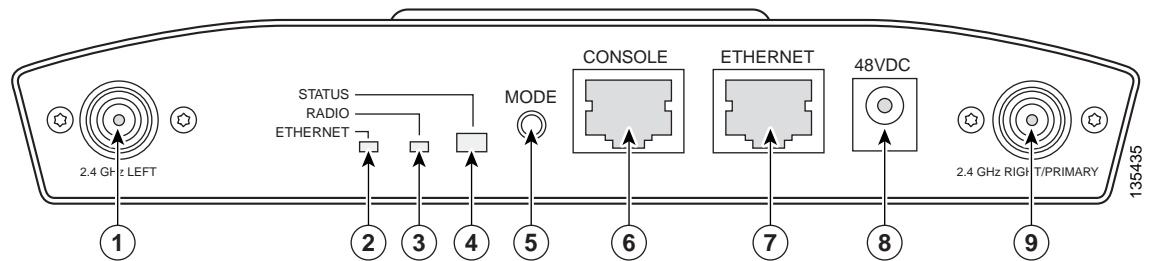 CONSOLE
ETHERNET
48VDC
STATUS
MODE
RADIO
ETHERNET
2.4 GHz LEFT
2.4 GHz RIGHT/PRIMARY
135435
1
2
3
4
5
6
7
8
9